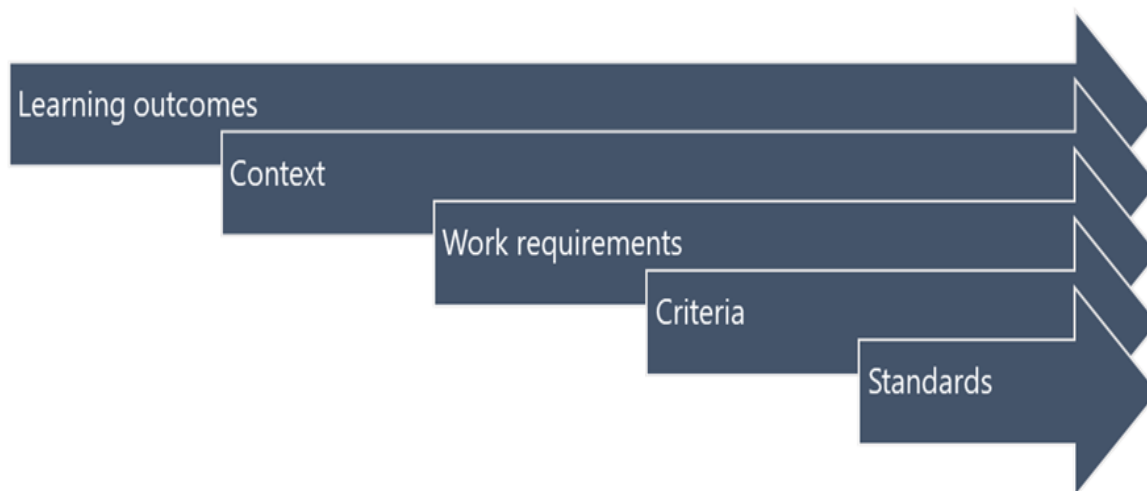 Learning outcomes
Context
Work requirements
Criteria
Standards